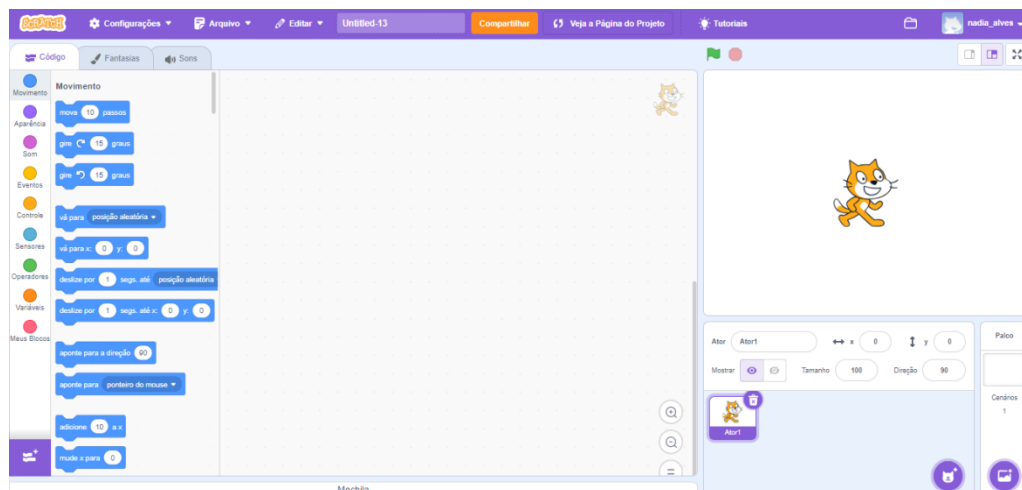 SCRATCH Configurações Arquivo Editar Untitled-13 Compartilhar Veja a Página do Projeto Tutoriais nadia_alves
Código Fantasias Sons
Movimento
Aparência
Som
Eventos
Controle
Sensores
Operadores
Variáveis
Meus Blocos
Movimento
mova 10 passos
gire 15 graus
gire 15 graus
vá para posição aleatória
vá para x: 0 y: 0
deslize por 1 segs. até posição aleatória
deslize por 1 segs. até x: 0 y: 0
aponte para a direção 90
aponte para ponteiro do mouse
adicione 10 a x
mude x para 0
Mochila
Ator Ator1 x 0 y 0
Mostrar Tamanho 100 Direção 90
Ator1
Palco
Cenários
1